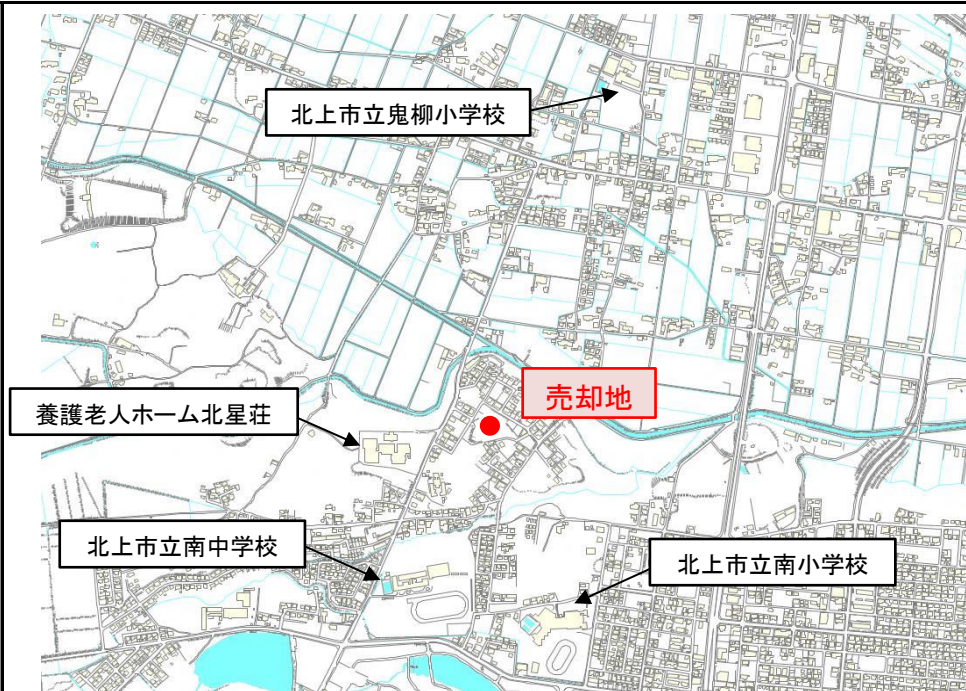 北上市立鬼柳小学校
売却地
養護老人ホーム北星荘
北上市立南中学校
北上市立南小学校